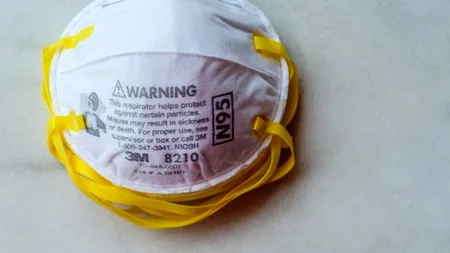 ⚠WARNING
This respirator helps protect
against certain particles.
Misuse may result in sickness
or death. For proper use, see
supervisor or box or call 3M
1-800-247-3941. NIOSH
N95
3M 8210